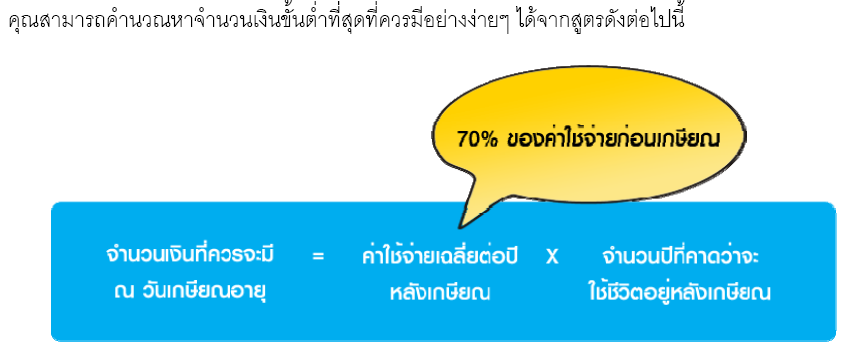 คุณสามารถคำนวณหาจำนวนเงินขั้นต่ำที่สุดที่ควรมีอย่างง่ายๆ ได้จากสูตรดังต่อไปนี้
70% ของค่าใช้จ่ายก่อนเกษียณ
จำนวนเงินที่ควรจะมี = ค่าใช้จ่ายเฉลี่ยต่อปี X จำนวนปีที่คาดว่าจะ
ณ วันเกษียณอายุ หลังเกษียณ ใช้ชีวิตอยู่หลังเกษียณ